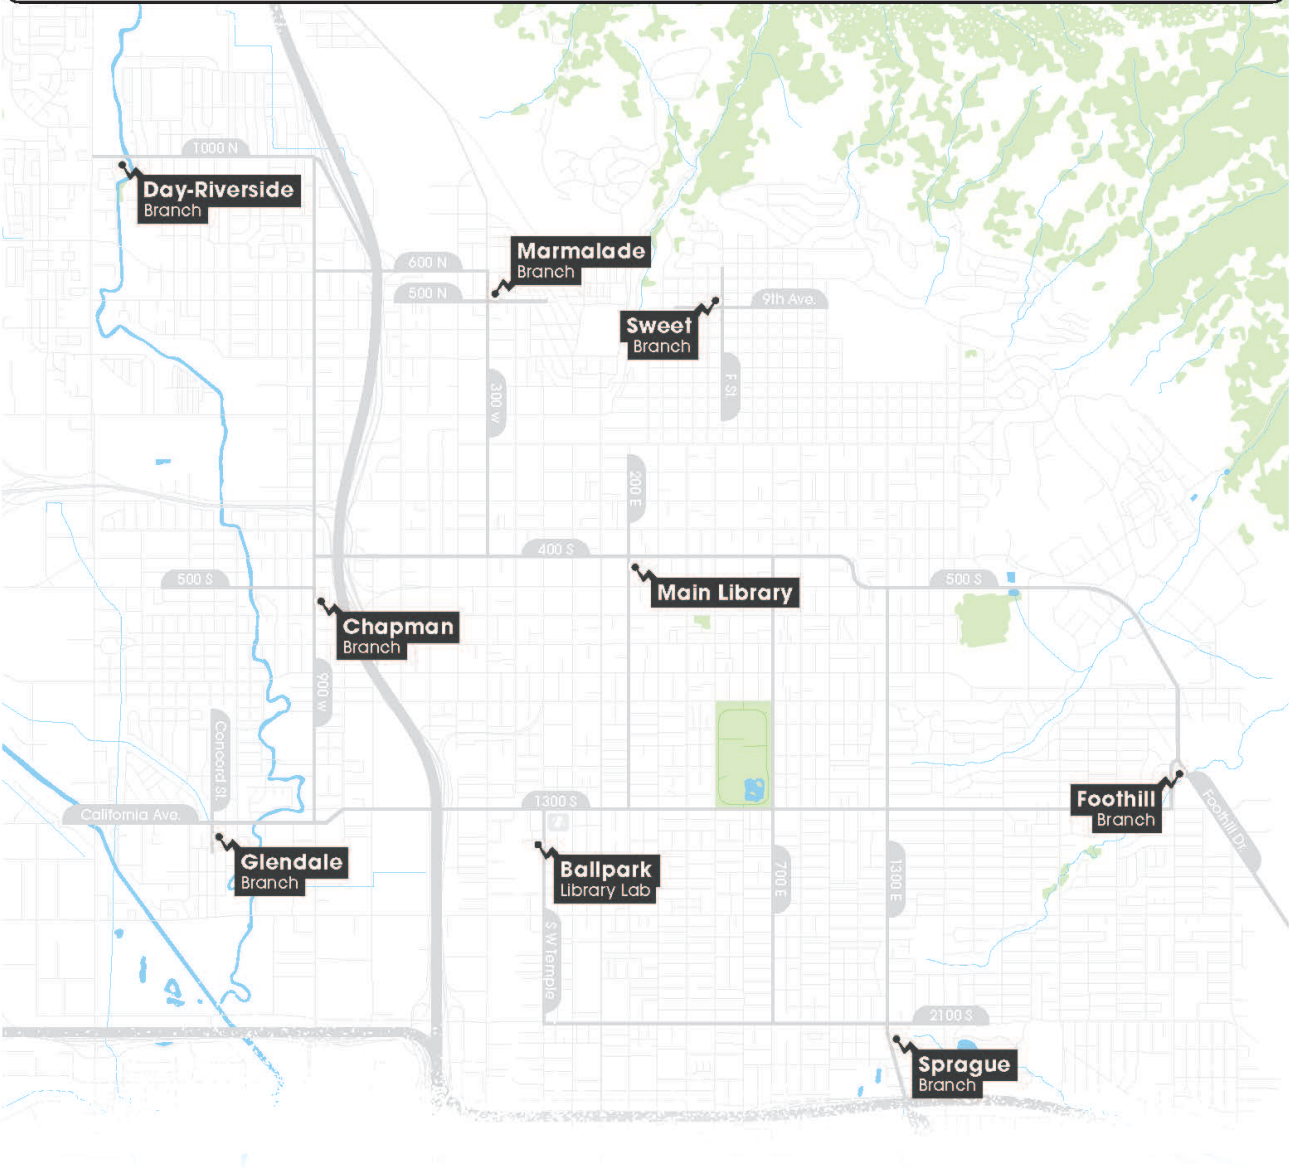 1000 N
Day-Riverside
Branch
Marmalade
Branch
600 N
500 N
9th Ave.
Sweet
Branch
F St.
300 W
200 E
400 S
500 S
500 S
Main Library
Chapman
Branch
900 W
Concord St.
California Ave.
1300 S
Foothill
Branch
Foothill Dr.
Glendale
Branch
Ballpark
Library Lab
700 E
1300 E
S W Temple
2100 S
Sprague
Branch